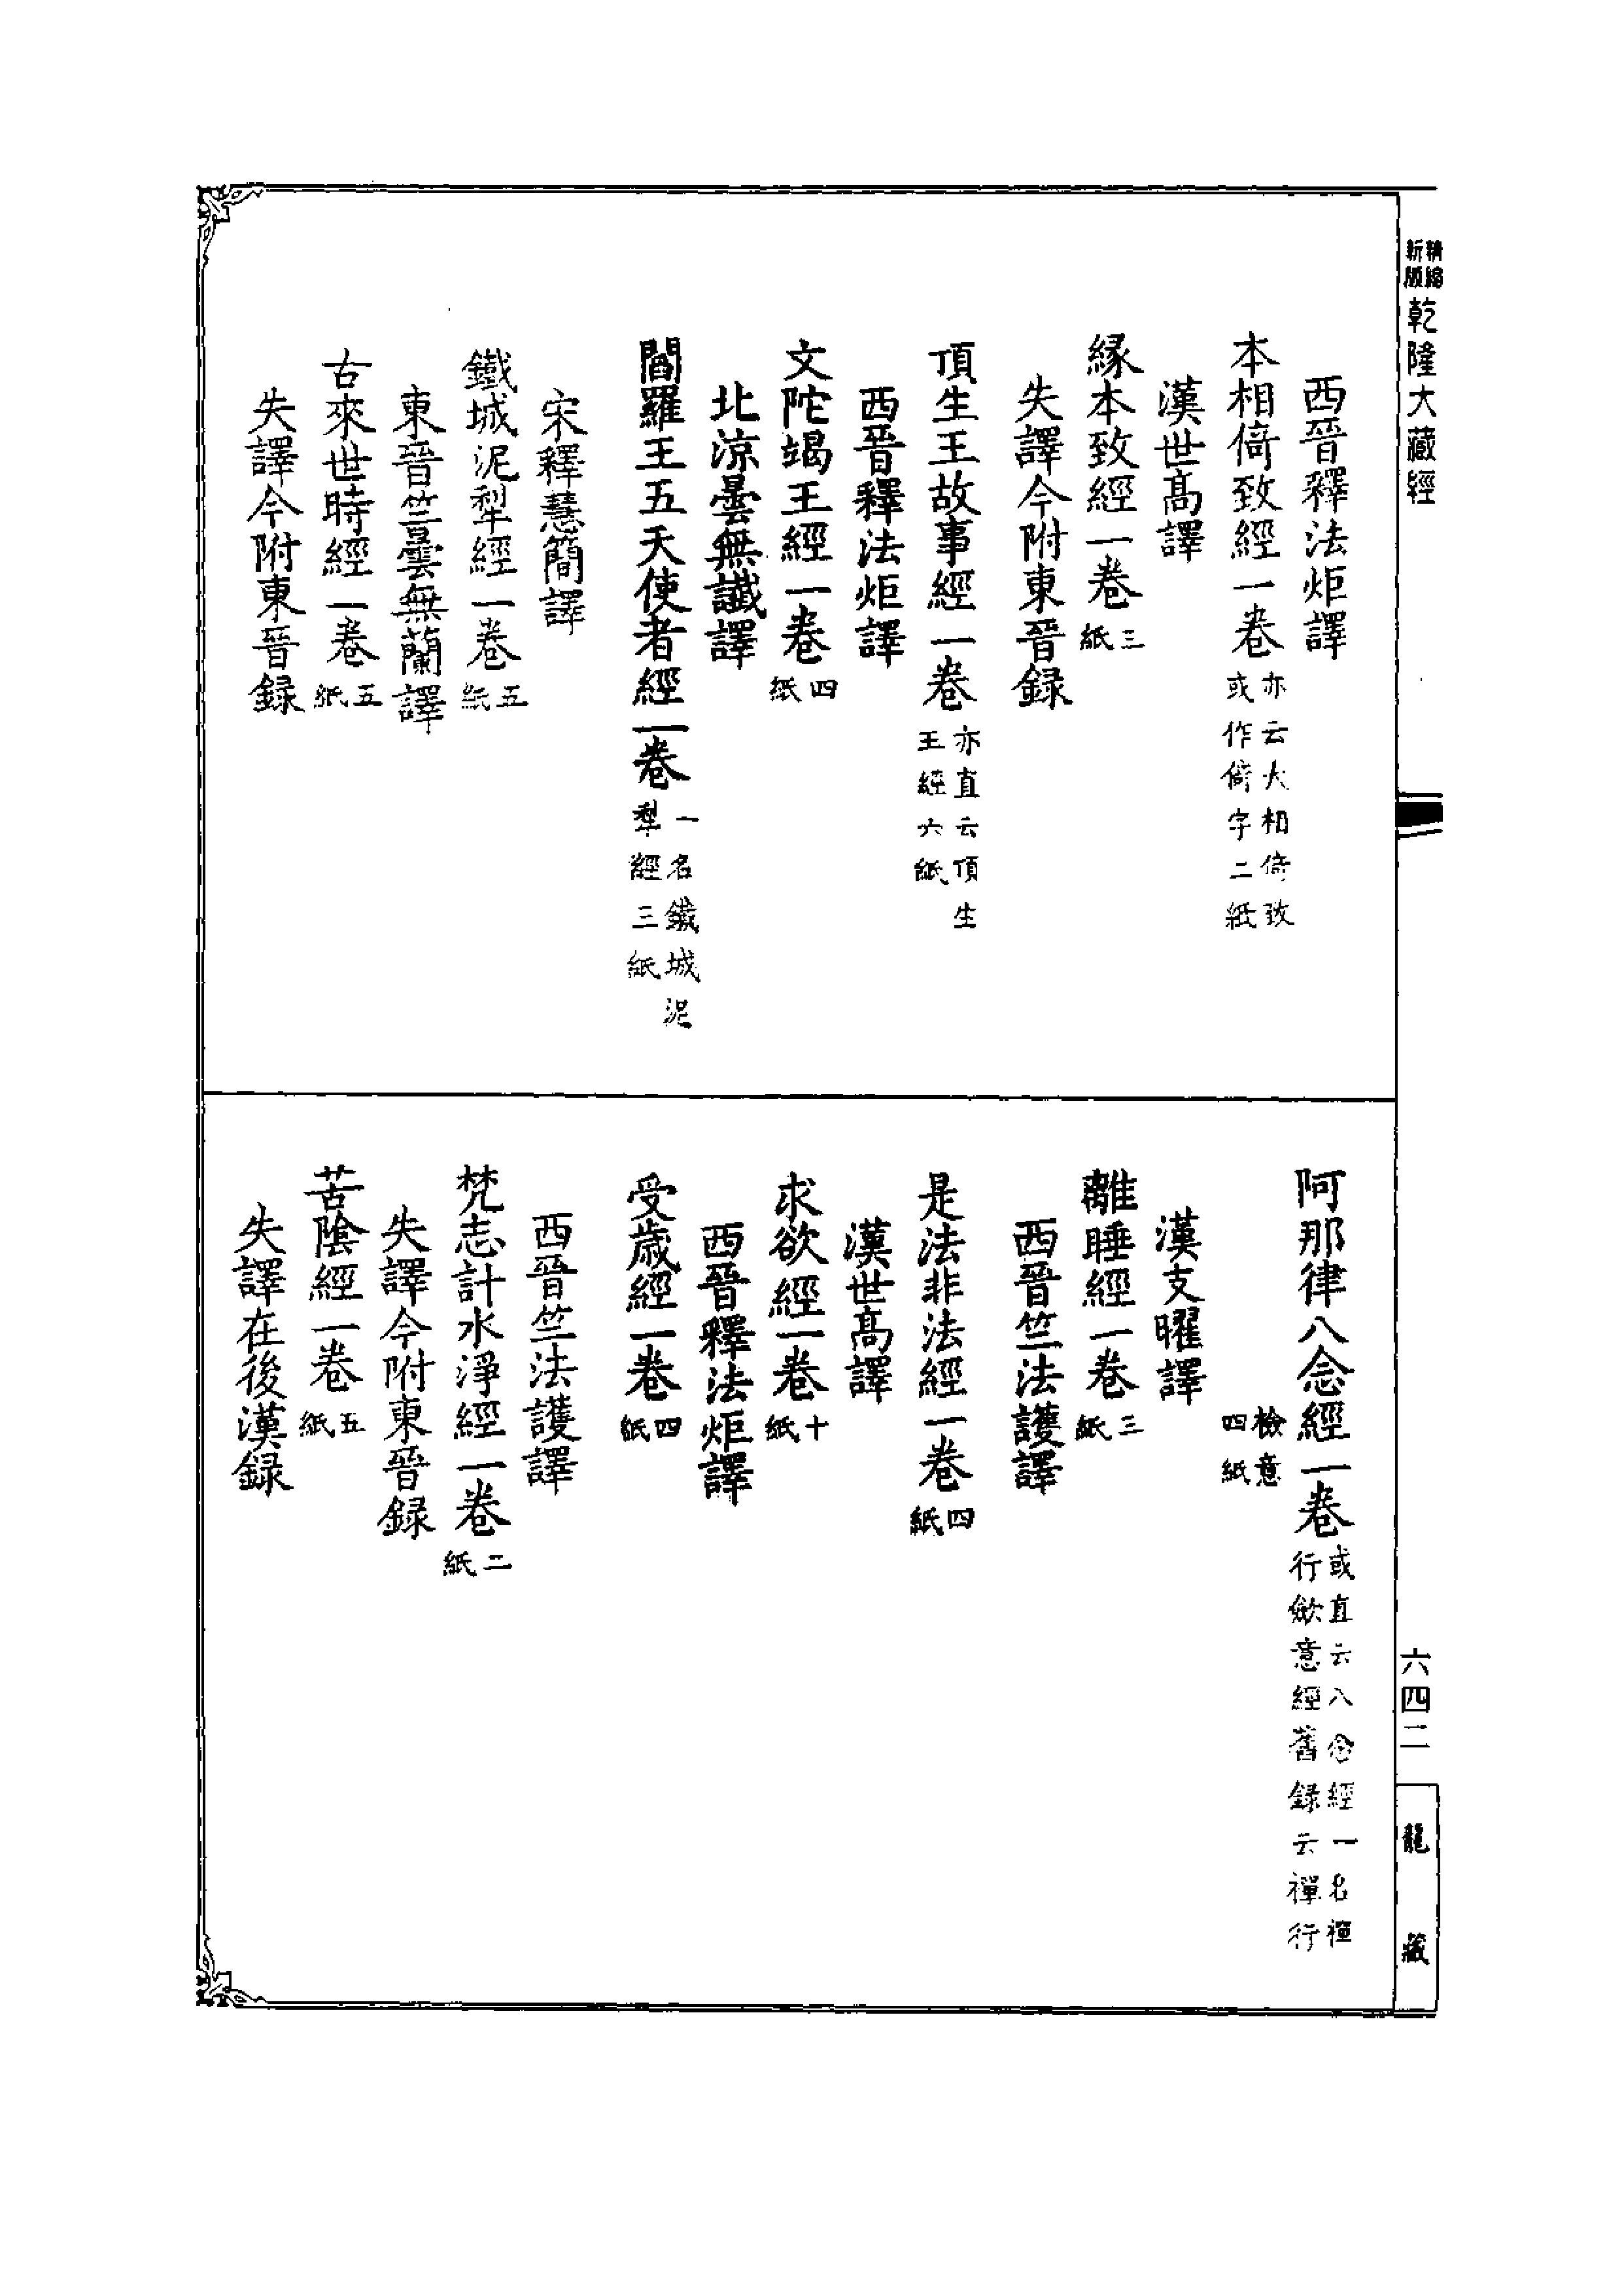 精縮
新版
乾隆大藏經
西晉釋法炬譯
本相倚致經一卷
亦云大相倚致
或作猗字二紙
漢世高譯
緣本致經一卷
三
紙
失譯今附東晉録
頂生王故事經一卷
亦直云頂生
王經六紙
西晉釋法炬譯
文陀竭王經一卷
四
紙
北涼曇無讖譯
閻羅王五天使者經一卷
一名鐵城泥
犁經三紙
宋釋慧簡譯
鐵城泥犁經一卷
五
紙
東晉竺曇無蘭譯
古來世時經一卷
五
紙
失譯今附東晉録
阿那律八念經一卷
或直云八念經一名禪
行歛意經舊録云禪行
檢意
四紙
漢支曜譯
離睡經一卷
三
紙
西晉竺法護譯
是法非法經一卷
四
紙
漢世高譯
求欲經一卷
十
紙
西晉釋法炬譯
受歲經一卷
四
紙
西晉竺法護譯
梵志計水淨經一卷
二
紙
失譯今附東晉録
苦陰經一卷
五
紙
失譯在後漢録
六四二
龍藏